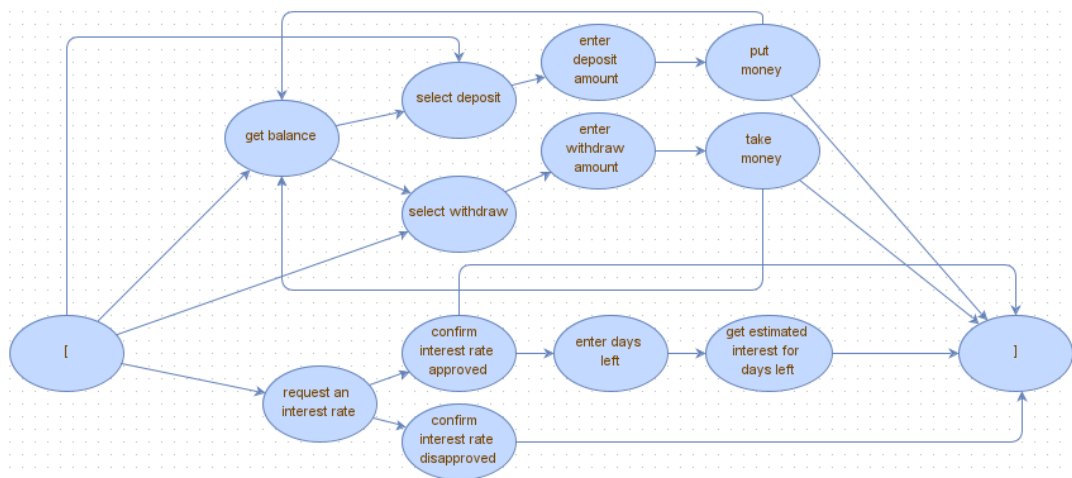 enter
deposit
amount
put
money
select deposit
get balance
enter
withdraw
amount
take
money
select withdraw
[
confirm
interest rate
approved
enter days
left
get estimated
interest for
days left
]
request an
interest rate
confirm
interest rate
disapproved